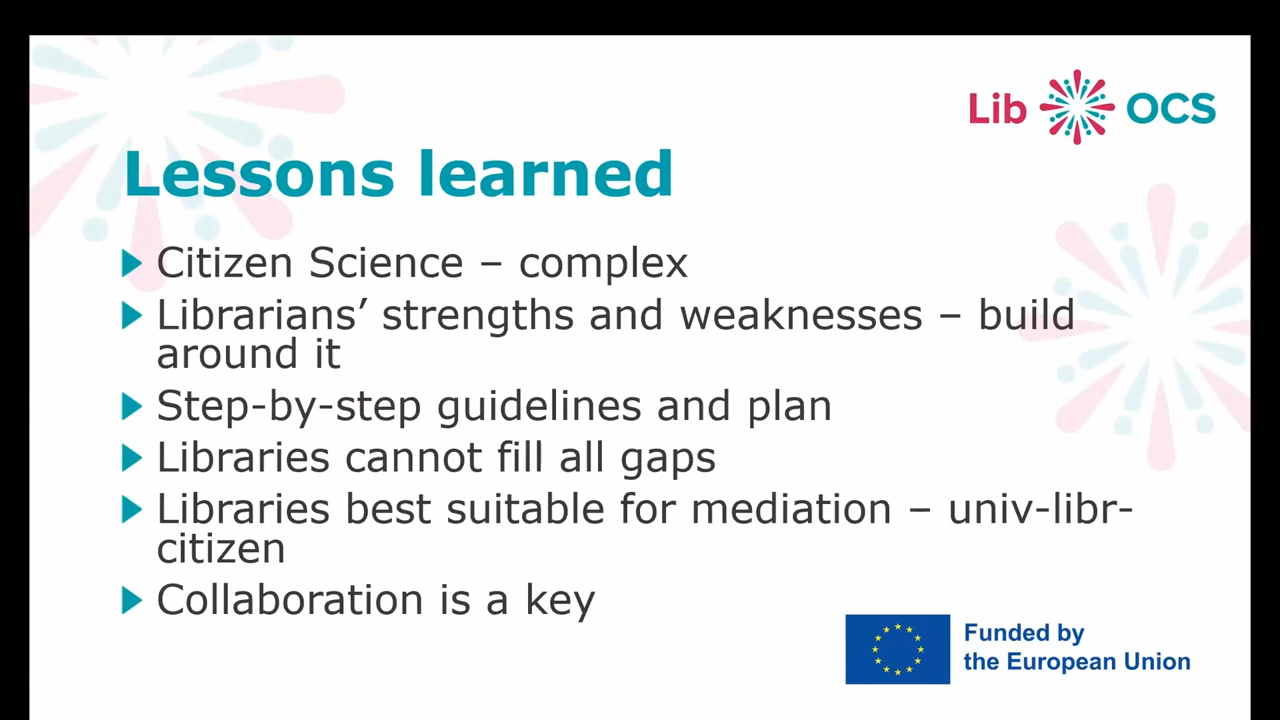 Lib OCS
Lessons learned
Citizen Science – complex
Librarians’ strengths and weaknesses – build
around it
Step-by-step guidelines and plan
Libraries cannot fill all gaps
Libraries best suitable for mediation – univ-libr-
citizen
Collaboration is a key
Funded by
the European Union